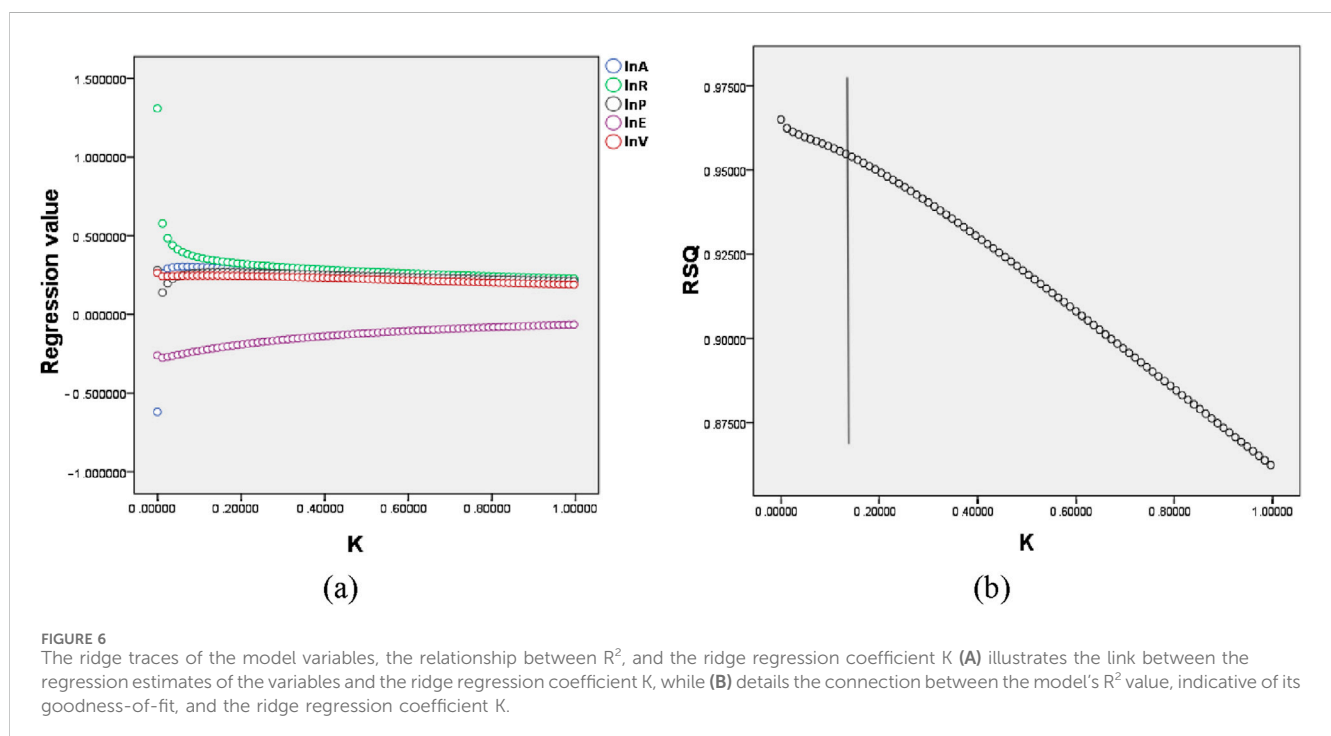 1.500000
1.000000
0.500000
0.000000
-0.500000
-1.000000
Regression value
0.00000 0.20000 0.40000 0.60000 0.80000 1.00000
K
lnA
lnR
lnP
lnE
lnV
(a)
0.97500
0.95000
0.92500
0.90000
0.87500
RSQ
0.00000 0.20000 0.40000 0.60000 0.80000 1.00000
K
(b)
FIGURE 6
The ridge traces of the model variables, the relationship between R², and the ridge regression coefficient K (A) illustrates the link between the
regression estimates of the variables and the ridge regression coefficient K, while (B) details the connection between the model's R² value, indicative of its
goodness-of-fit, and the ridge regression coefficient K.